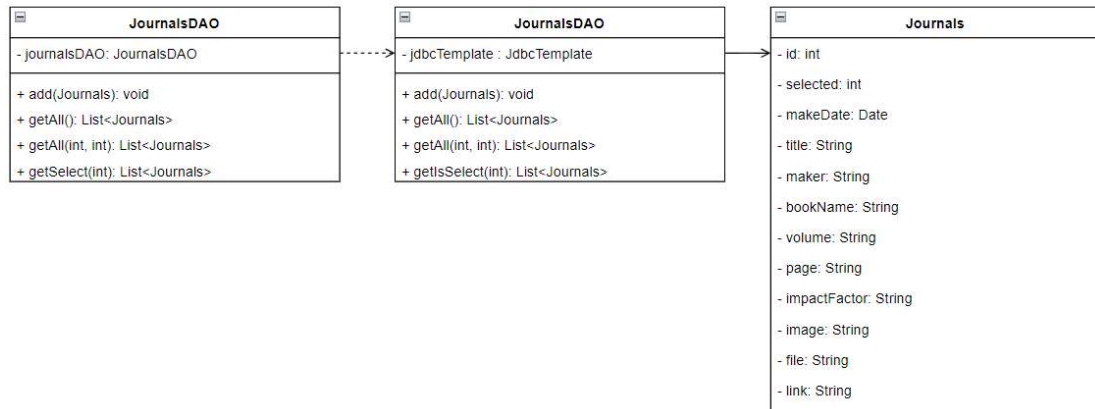 JournalsDAO
- journalsDAO: JournalsDAO
+ add(Journals): void
+ getAll(): List<Journals>
+ getAll(int, int): List<Journals>
+ getSelect(int): List<Journals>
JournalsDAO
- jdbcTemplate : JdbcTemplate
+ add(Journals): void
+ getAll(): List<Journals>
+ getAll(int, int): List<Journals>
+ getIsSelect(int): List<Journals>
Journals
- id: int
- selected: int
- makeDate: Date
- title: String
- maker: String
- bookName: String
- volume: String
- page: String
- impactFactor: String
- image: String
- file: String
- link: String